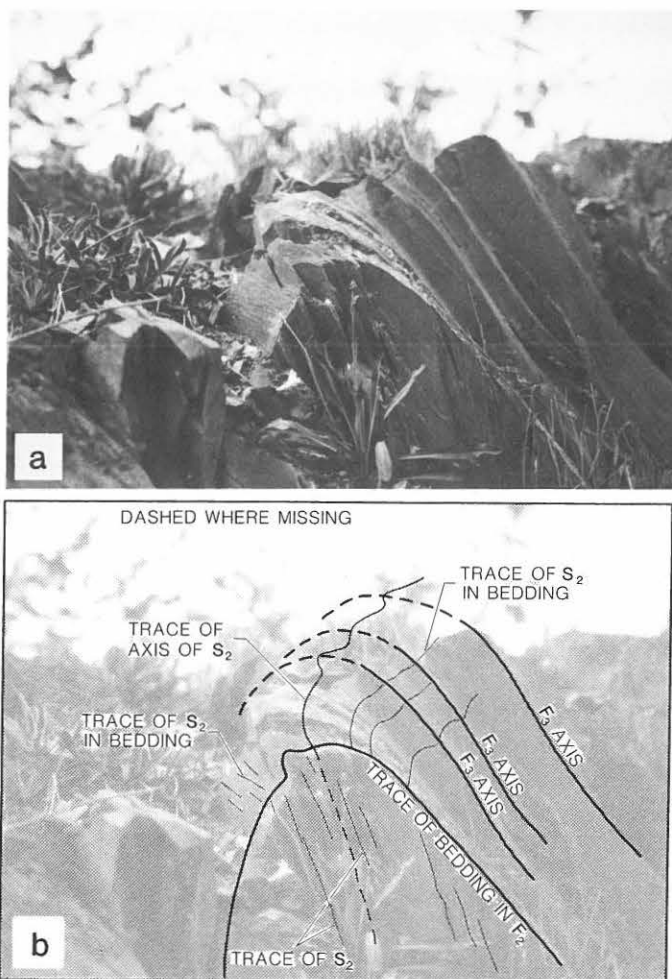 a
DASHED WHERE MISSING
TRACE OF S₂
IN BEDDING
TRACE OF
AXIS OF S₂
TRACE OF S₂
IN BEDDING
F₃ AXIS
F₃ AXIS
F₃ AXIS
TRACE OF BEDDING IN F₂
TRACE OF S₂
b